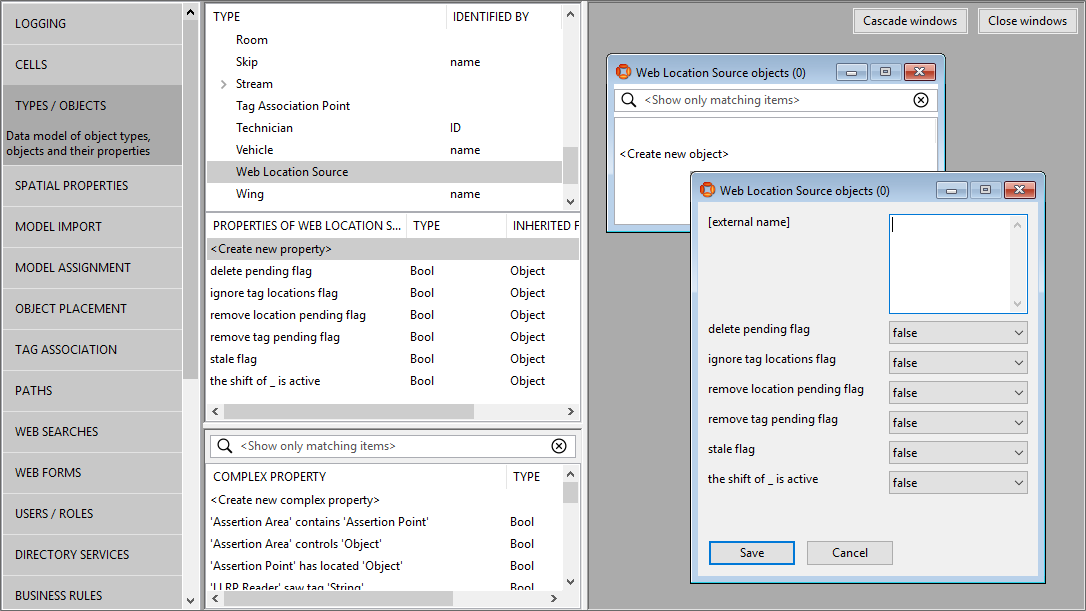 LOGGING
CELLS
TYPES / OBJECTS
Data model of object types,
objects and their properties
SPATIAL PROPERTIES
MODEL IMPORT
MODEL ASSIGNMENT
OBJECT PLACEMENT
TAG ASSOCIATION
PATHS
WEB SEARCHES
WEB FORMS
USERS / ROLES
DIRECTORY SERVICES
BUSINESS RULES
TYPE IDENTIFIED BY
Room
Skip name
Stream
Tag Association Point
Technician ID
Vehicle name
Web Location Source
Wing name
PROPERTIES OF WEB LOCATION S... TYPE INHERITED F
<Create new property>
delete pending flag Bool Object
ignore tag locations flag Bool Object
remove location pending flag Bool Object
remove tag pending flag Bool Object
stale flag Bool Object
the shift of _ is active Bool Object
<Show only matching items>
COMPLEX PROPERTY TYPE
<Create new complex property>
'Assertion Area' contains 'Assertion Point' Bool
'Assertion Area' controls 'Object' Bool
'Assertion Point' has located 'Object' Bool
'LLRP Reader' saw tag 'String' Bool
Cascade windows Close windows
Web Location Source objects (0)
<Show only matching items>
<Create new object>
Web Location Source objects (0)
[external name]
delete pending flag false
ignore tag locations flag false
remove location pending flag false
remove tag pending flag false
stale flag false
the shift of _ is active false
Save Cancel